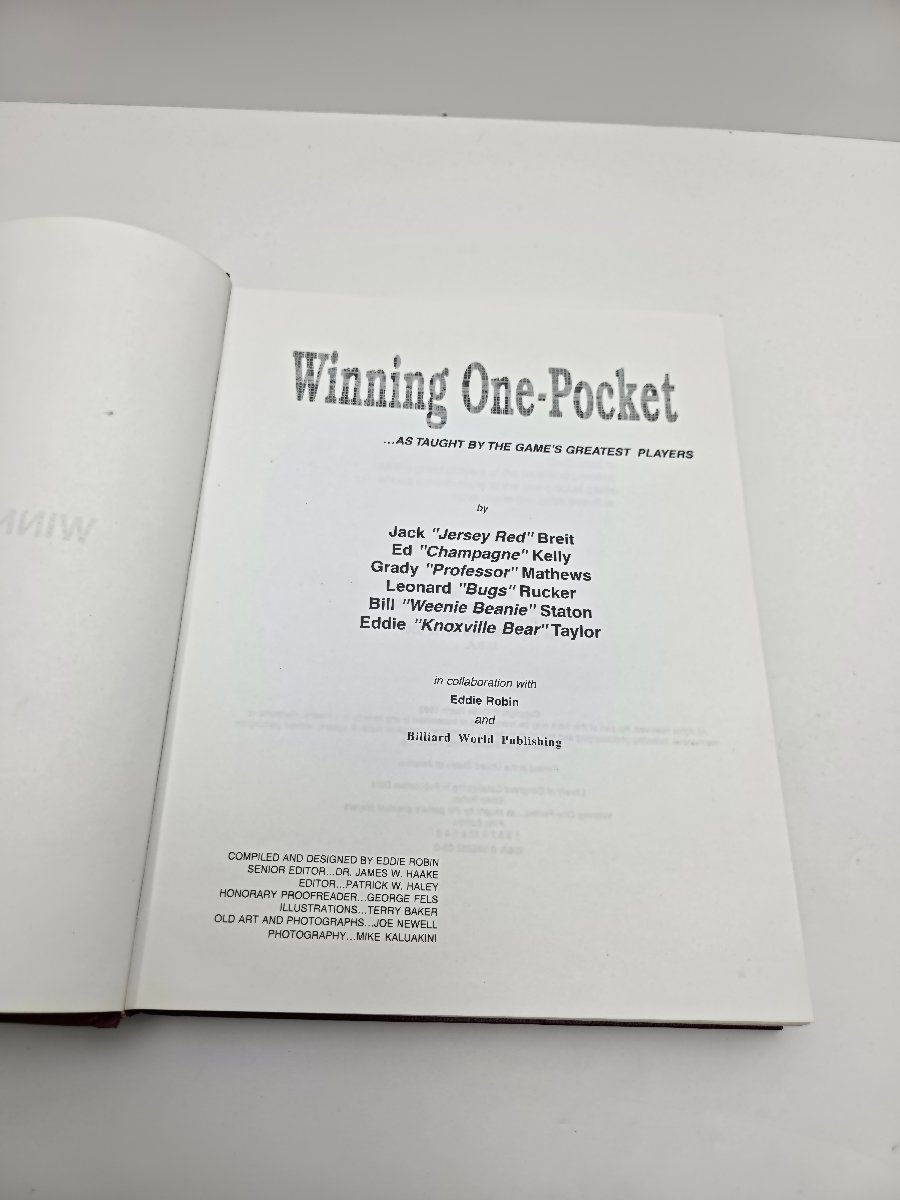 Winning One-Pocket
...AS TAUGHT BY THE GAME'S GREATEST PLAYERS
by
Jack "Jersey Red" Breit
Ed "Champagne" Kelly
Grady "Professor" Mathews
Leonard "Bugs" Rucker
Bill "Weenie Beanie" Staton
Eddie "Knoxville Bear" Taylor
in collaboration with
Eddie Robin
and
Billiard World Publishing
COMPILED AND DESIGNED BY EDDIE ROBIN
SENIOR EDITOR...DR. JAMES W. HAAKE
EDITOR...PATRICK W. HALEY
HONORARY PROOFREADER...GEORGE FELS
ILLUSTRATIONS...TERRY BAKER
OLD ART AND PHOTOGRAPHS...JOE NEWELL
PHOTOGRAPHY...MIKE KALUAKINI